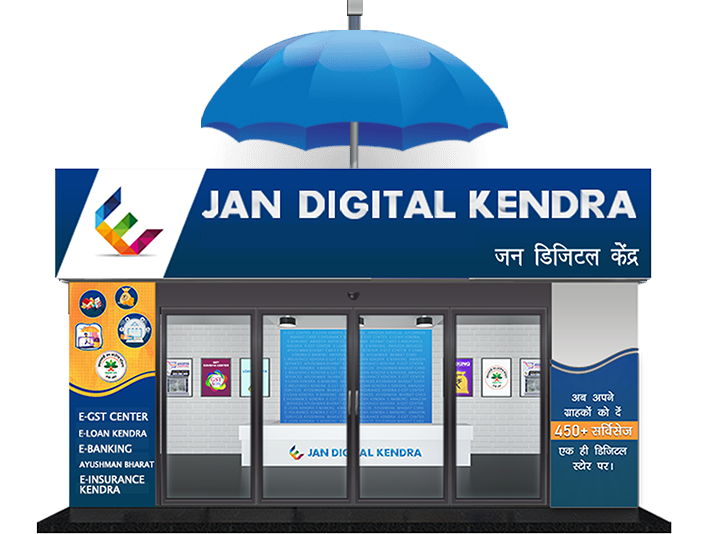 JAN DIGITAL KENDRA
जन डिजिटल केंद्र
E-GST CENTER
E-LOAN KENDRA
E-BANKING
AYUSHMAN BHARAT
E-INSURANCE
KENDRA
JAN DIGITAL KENDRA
अब अपने
ग्राहकों को दें
450+ सर्विसेज
एक ही डिजिटल
स्टोर पर।